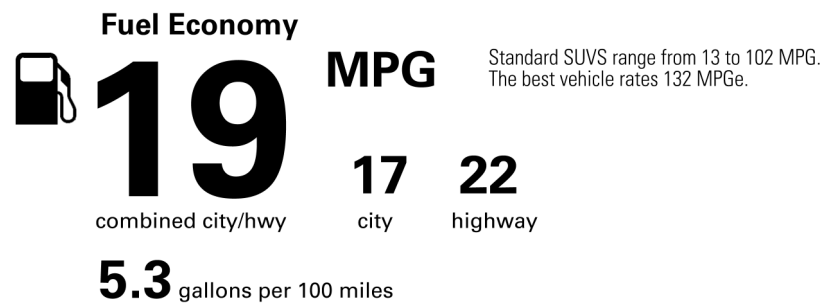 Fuel Economy
19
MPG
Standard SUVS range from 13 to 102 MPG.
The best vehicle rates 132 MPGe.
17 22
combined city/hwy city highway
5.3 gallons per 100 miles